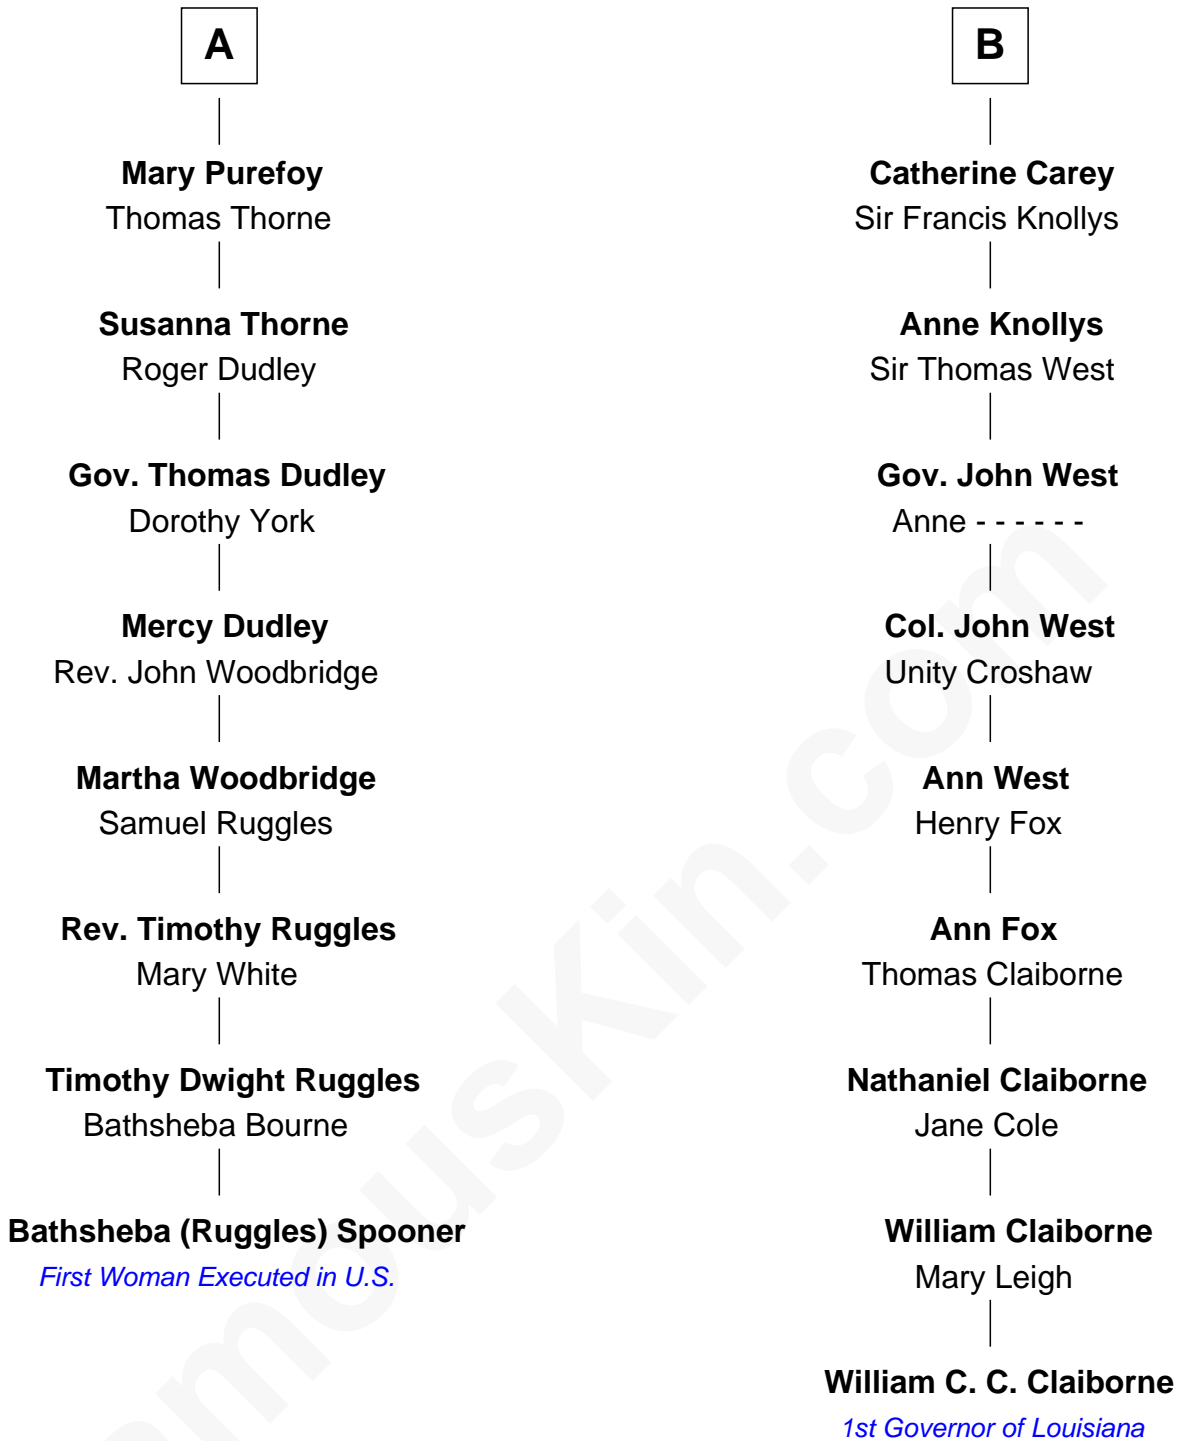 A
Mary Purefoy
Thomas Thorne
Susanna Thorne
Roger Dudley
Gov. Thomas Dudley
Dorothy York
Mercy Dudley
Rev. John Woodbridge
Martha Woodbridge
Samuel Ruggles
Rev. Timothy Ruggles
Mary White
Timothy Dwight Ruggles
Bathsheba Bourne
Bathsheba (Ruggles) Spooner
First Woman Executed in U.S.
B
Catherine Carey
Sir Francis Knollys
Anne Knollys
Sir Thomas West
Gov. John West
Anne - - - - - -
Col. John West
Unity Croshaw
Ann West
Henry Fox
Ann Fox
Thomas Claiborne
Nathaniel Claiborne
Jane Cole
William Claiborne
Mary Leigh
William C. C. Claiborne
1st Governor of Louisiana
mousKin.com